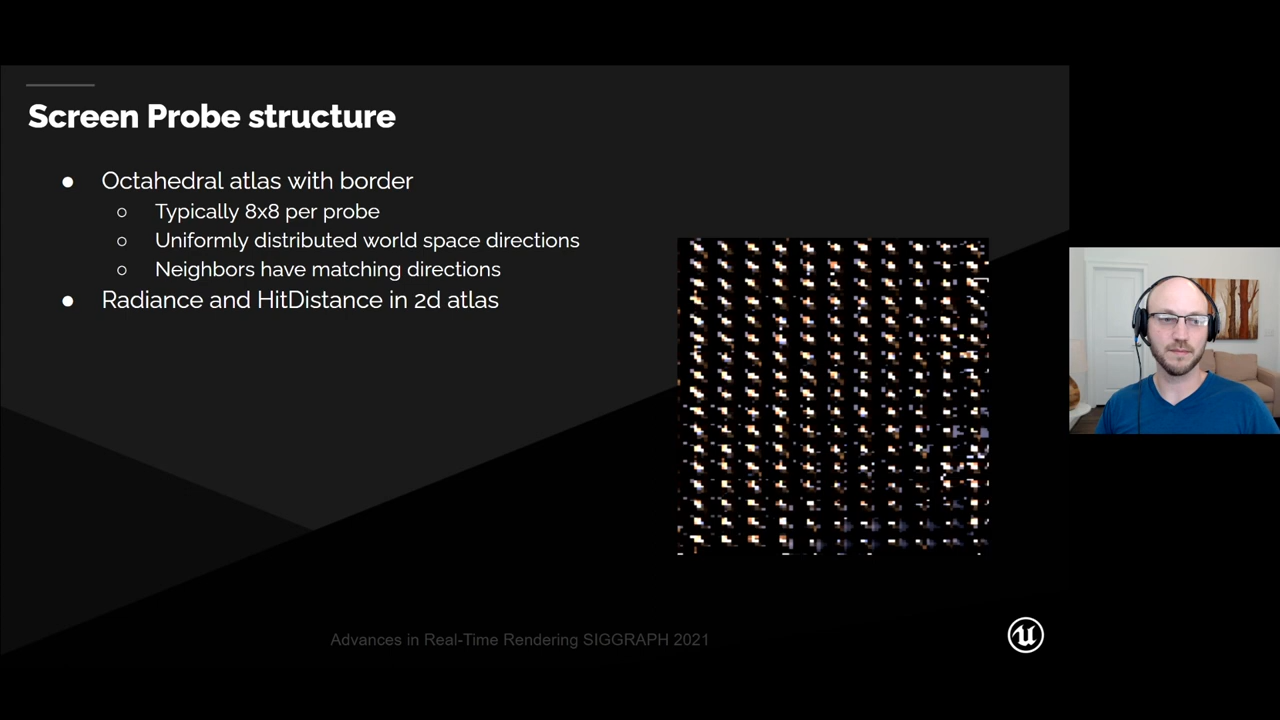 Screen Probe structure
● Octahedral atlas with border
○ Typically 8x8 per probe
○ Uniformly distributed world space directions
○ Neighbors have matching directions
● Radiance and HitDistance in 2d atlas
Advances in Real-Time Rendering SIGGRAPH 2021